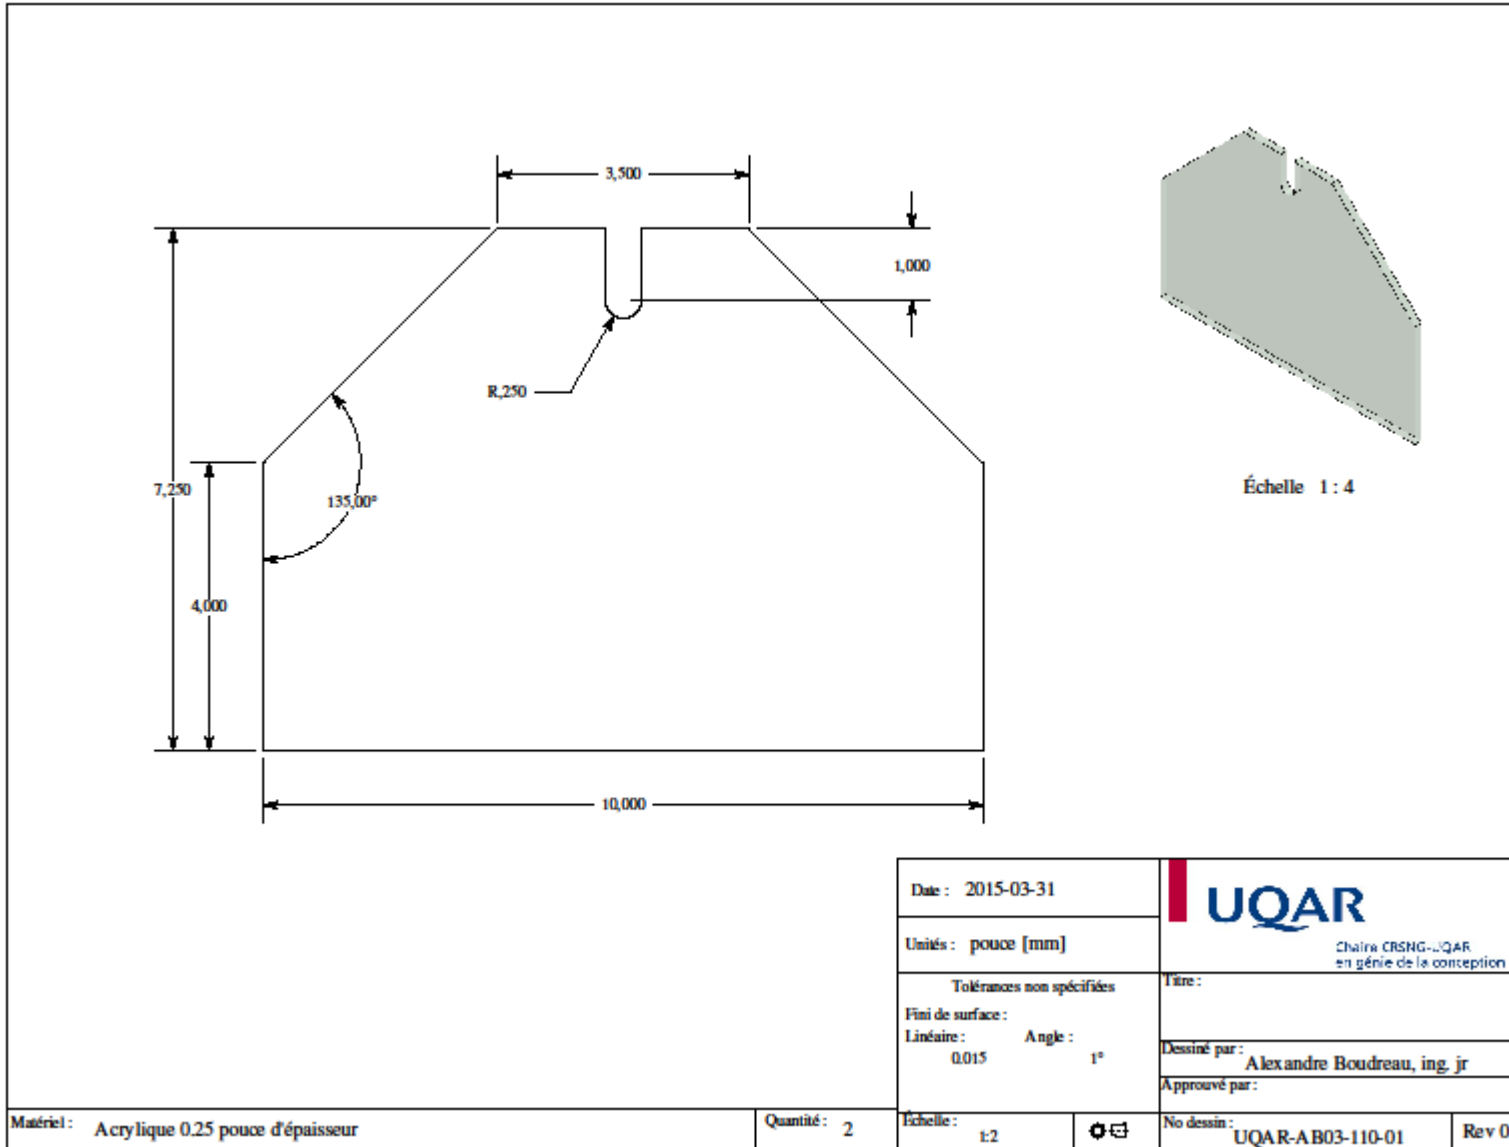 3,500
1,000
R,250
7,250
135,00°
4,000
10,000
Échelle 1 : 4
Date : 2015-03-31
Unités : pouce [mm]
Tolérances non spécifiées
Fini de surface :
Linéaire : Angle :
0.015 1°
UQAR
Chaire CRSNG-UQAR
en génie de la conception
Titre :
Dessiné par :
Alexandre Boudreau, ing. jr
Approuvé par :
Matériel : Acrylique 0.25 pouce d'épaisseur
Quantité : 2
Échelle :
1:2
No dessin :
UQAR-AB03-110-01
Rev 0